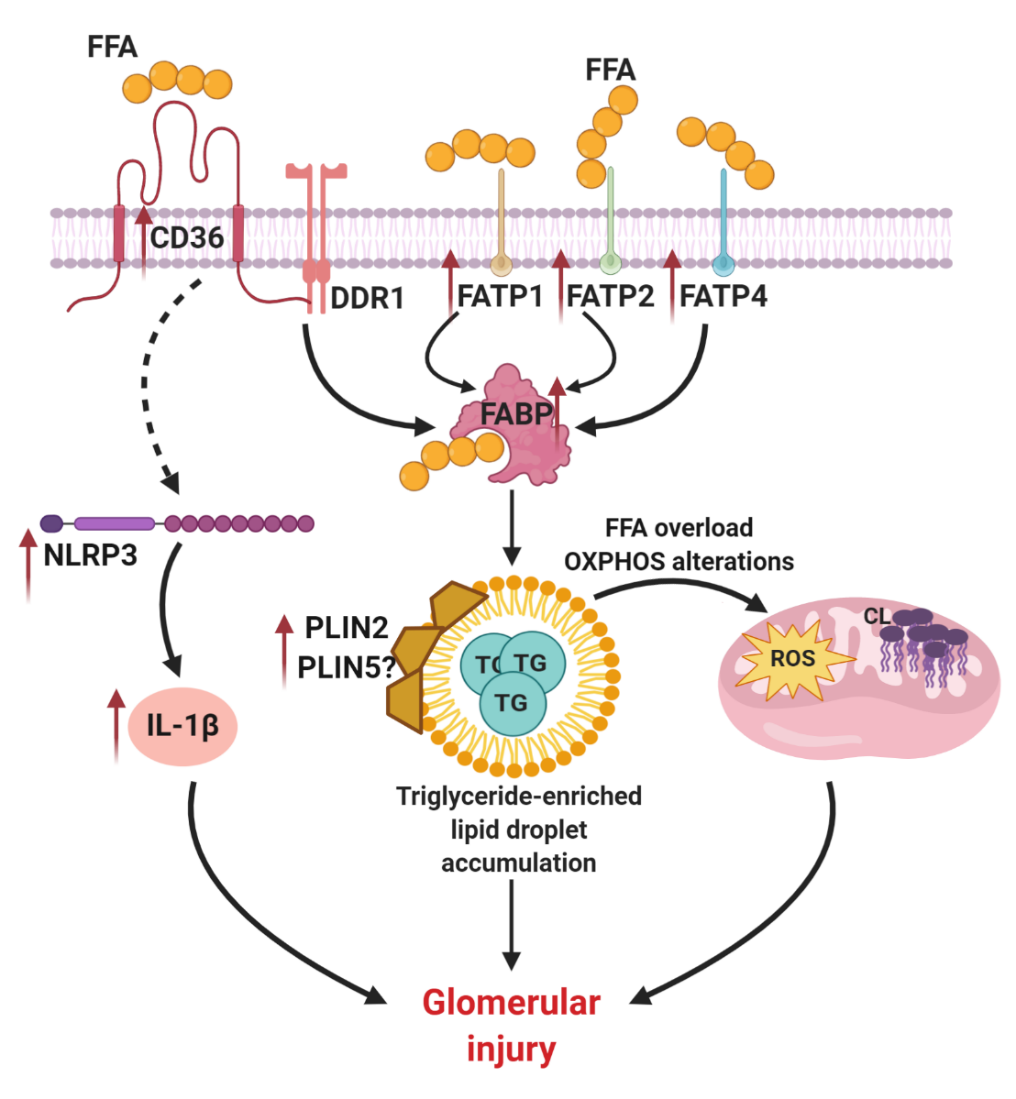 FFA
FFA
CD36
DDR1
FATP1
FATP2
FATP4
FABP
NLRP3
FFA overload
OXPHOS alterations
PLIN2
PLIN5?
TG
TG
TG
CL
ROS
IL-1β
Triglyceride-enriched
lipid droplet
accumulation
Glomerular
injury